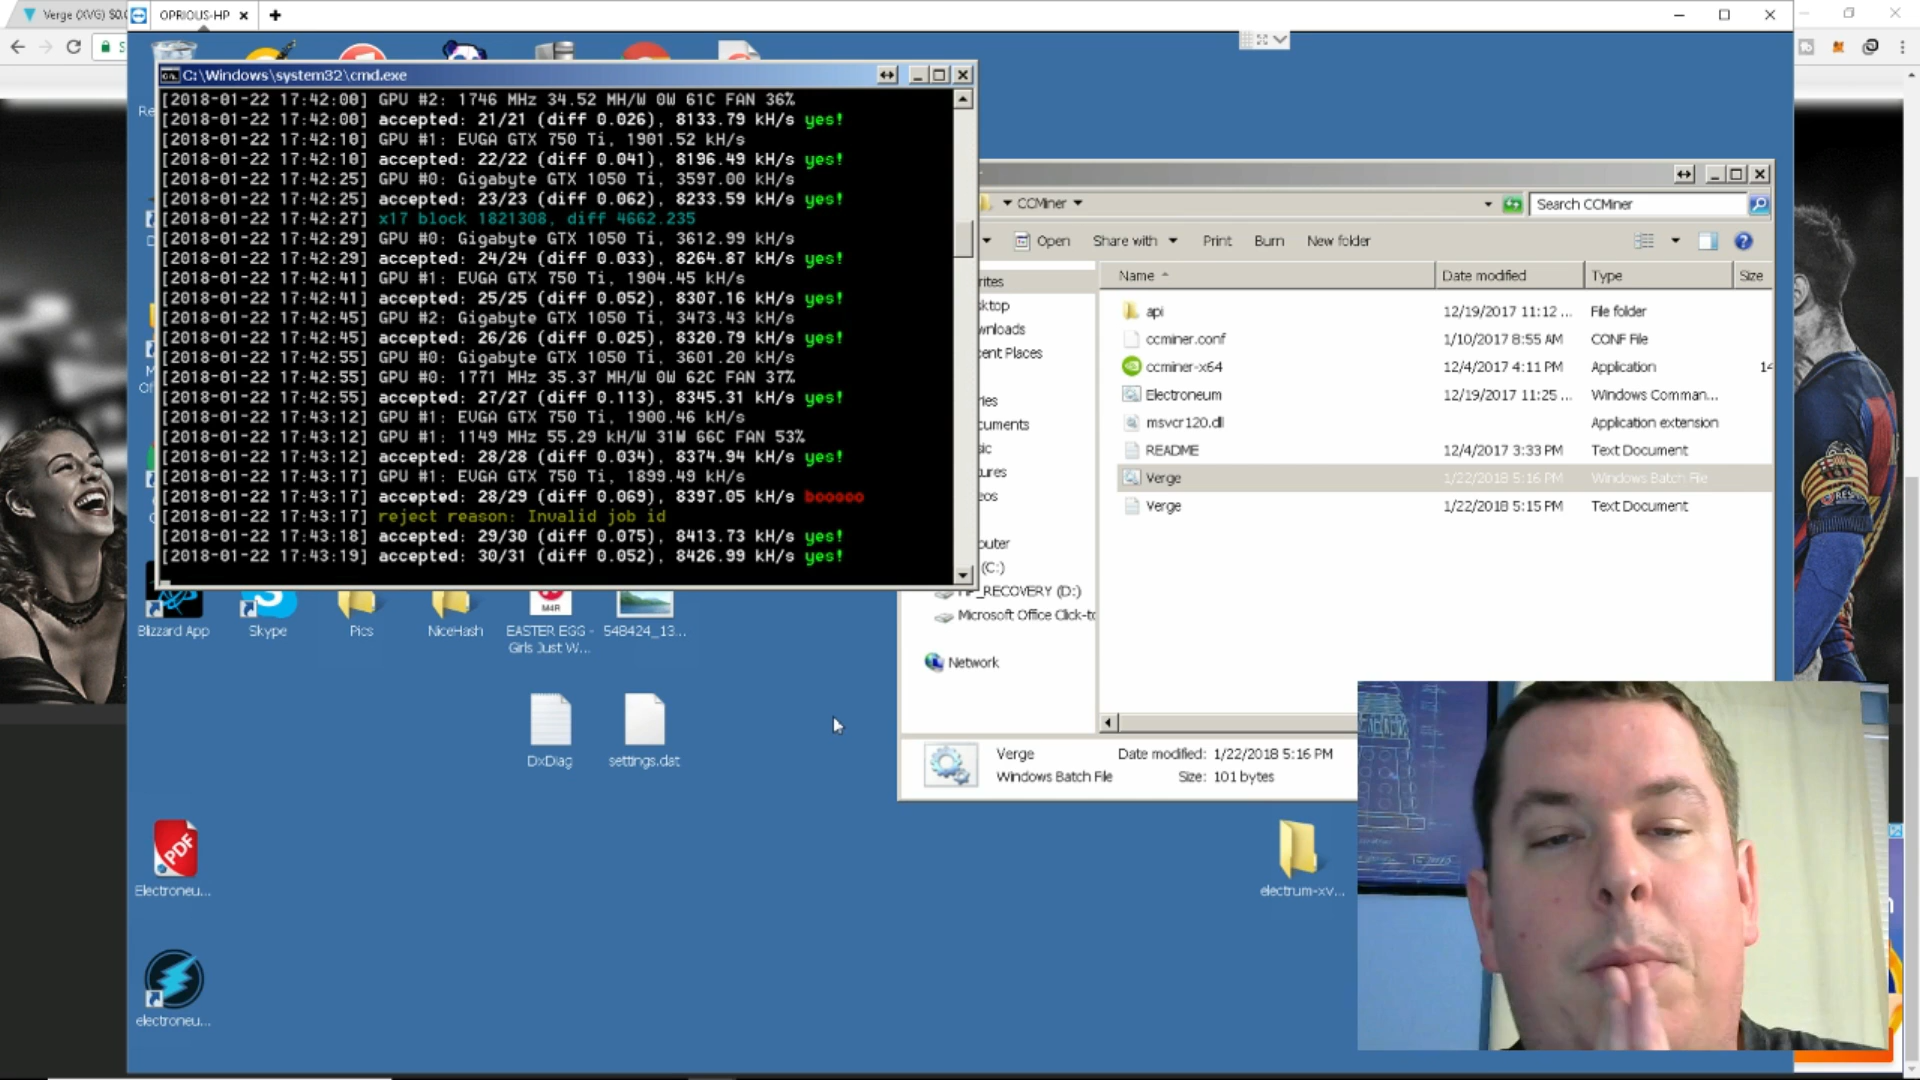 Verge (XVG) $0.
OPRIOUS-HP
C:\Windows\system32\cmd.exe
[2018-01-22 17:42:00] GPU #2: 1746 MHz 34.52 MH/W 0W 61C FAN 36%
[2018-01-22 17:42:00] accepted: 21/21 (diff 0.026), 8133.79 kH/s yes!
[2018-01-22 17:42:10] GPU #1: EVGA GTX 750 Ti, 1901.52 kH/s
[2018-01-22 17:42:10] accepted: 22/22 (diff 0.041), 8196.49 kH/s yes!
[2018-01-22 17:42:25] GPU #0: Gigabyte GTX 1050 Ti, 3597.00 kH/s
[2018-01-22 17:42:25] accepted: 23/23 (diff 0.062), 8233.59 kH/s yes!
[2018-01-22 17:42:27] x17 block 1821308, diff 4662.235
[2018-01-22 17:42:29] GPU #0: Gigabyte GTX 1050 Ti, 3612.99 kH/s
[2018-01-22 17:42:29] accepted: 24/24 (diff 0.033), 8264.87 kH/s yes!
[2018-01-22 17:42:41] GPU #1: EVGA GTX 750 Ti, 1904.45 kH/s
[2018-01-22 17:42:41] accepted: 25/25 (diff 0.052), 8307.16 kH/s yes!
[2018-01-22 17:42:45] GPU #2: Gigabyte GTX 1050 Ti, 3473.43 kH/s
[2018-01-22 17:42:45] accepted: 26/26 (diff 0.025), 8320.79 kH/s yes!
[2018-01-22 17:42:55] GPU #0: Gigabyte GTX 1050 Ti, 3601.20 kH/s
[2018-01-22 17:42:55] GPU #0: 1771 MHz 35.37 MH/W 0W 62C FAN 37%
[2018-01-22 17:42:55] accepted: 27/27 (diff 0.113), 8345.31 kH/s yes!
[2018-01-22 17:43:12] GPU #1: EVGA GTX 750 Ti, 1900.46 kH/s
[2018-01-22 17:43:12] GPU #1: 1149 MHz 55.29 kH/W 31W 66C FAN 53%
[2018-01-22 17:43:12] accepted: 28/28 (diff 0.034), 8374.94 kH/s yes!
[2018-01-22 17:43:17] GPU #1: EVGA GTX 750 Ti, 1899.49 kH/s
[2018-01-22 17:43:17] accepted: 28/29 (diff 0.069), 8397.05 kH/s booooo
[2018-01-22 17:43:17] reject reason: Invalid job id
[2018-01-22 17:43:18] accepted: 29/30 (diff 0.075), 8413.73 kH/s yes!
[2018-01-22 17:43:19] accepted: 30/31 (diff 0.052), 8426.99 kH/s yes!
CCMiner
Search CCMiner
Open Share with Print Burn New folder
Name Date modified Type Size
api 12/19/2017 11:12 ... File folder
ccminer.conf 1/10/2017 8:55 AM CONF File
ccminer-x64 12/4/2017 4:11 PM Application 14
Electroneum 12/19/2017 11:25 ... Windows Comman...
msvcr120.dll Application extension
README 12/4/2017 3:33 PM Text Document
Verge 1/22/2018 5:16 PM Windows Batch File
Verge 1/22/2018 5:15 PM Text Document
rites
ktop
wnloads
cent Places
ries
cuments
sic
tures
eos
puter
(C:)
P_RECOVERY (D:)
Microsoft Office Click-to
Network
Verge Date modified: 1/22/2018 5:16 PM
Windows Batch File Size: 101 bytes
Blizzard App
Skype
Pics
NiceHash
M4R
EASTER EGG -
Girls Just W...
548424_13...
DxDiag
settings.dat
PDF
Electroneu...
electroneu...
electrum-xv...